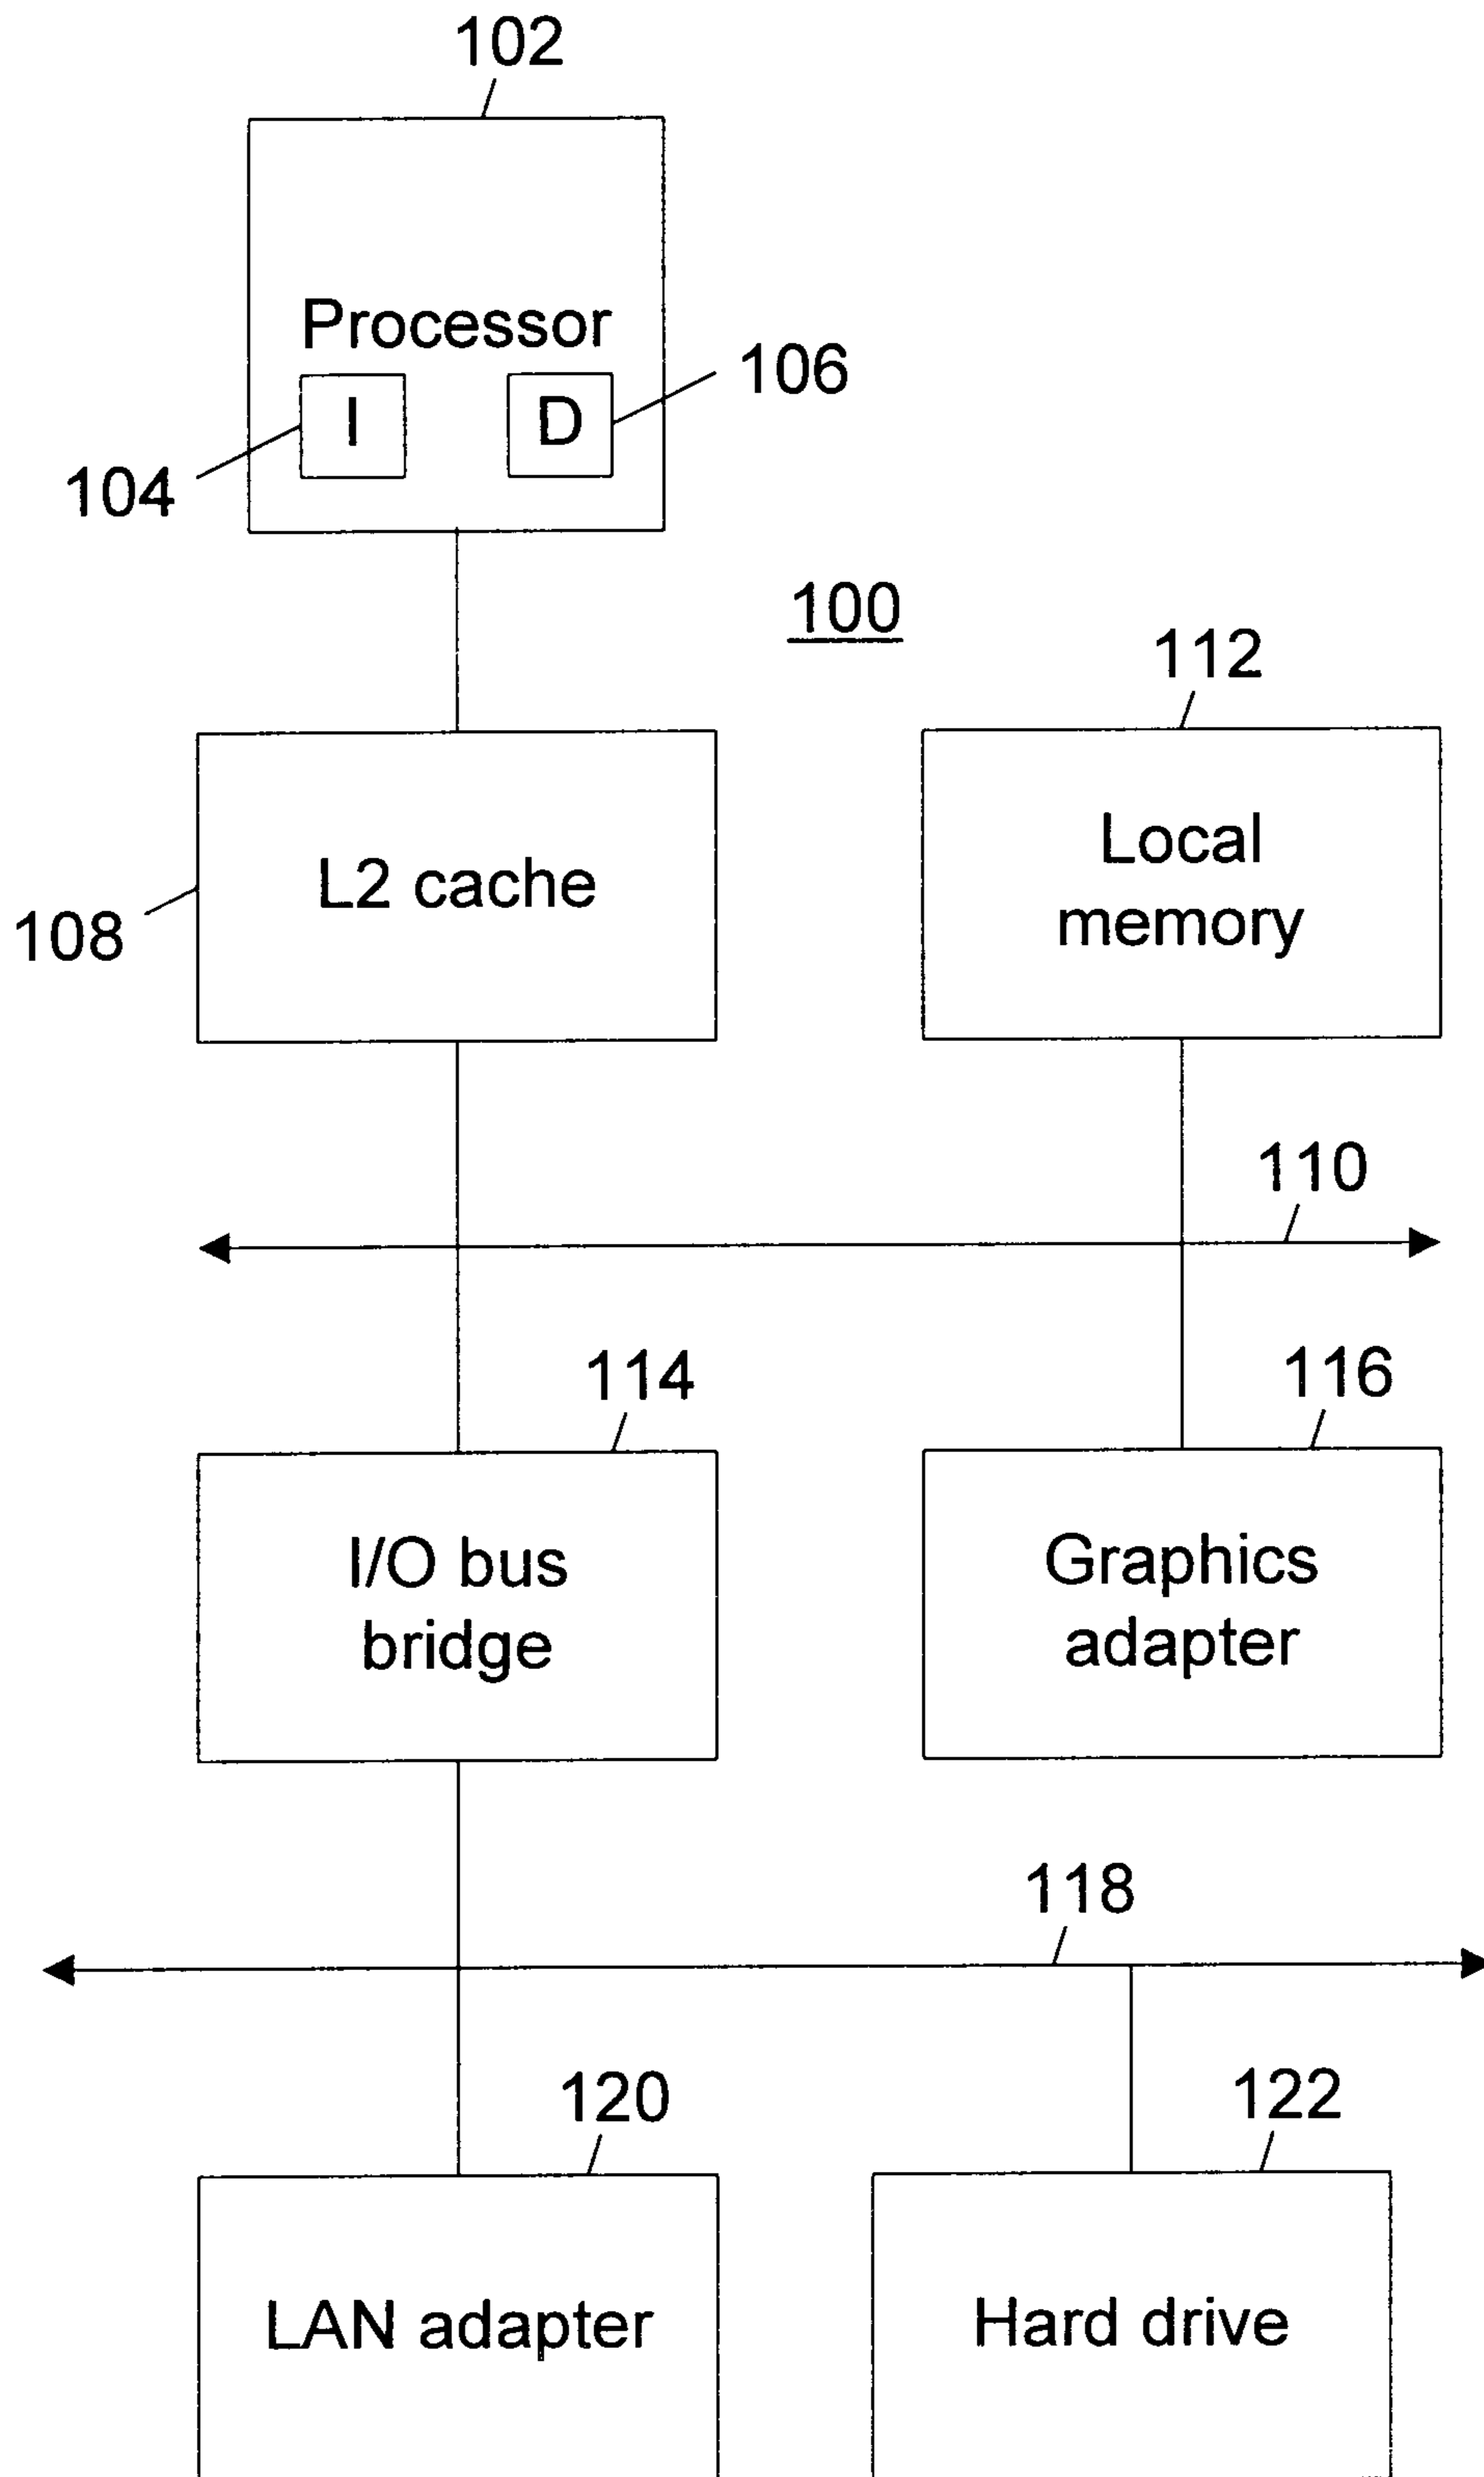 102
Processor
106
I
D
104
100
112
Local
memory
L2 cache
108
110
114
116
I/O bus
bridge
Graphics
adapter
118
120
122
LAN adapter
Hard drive